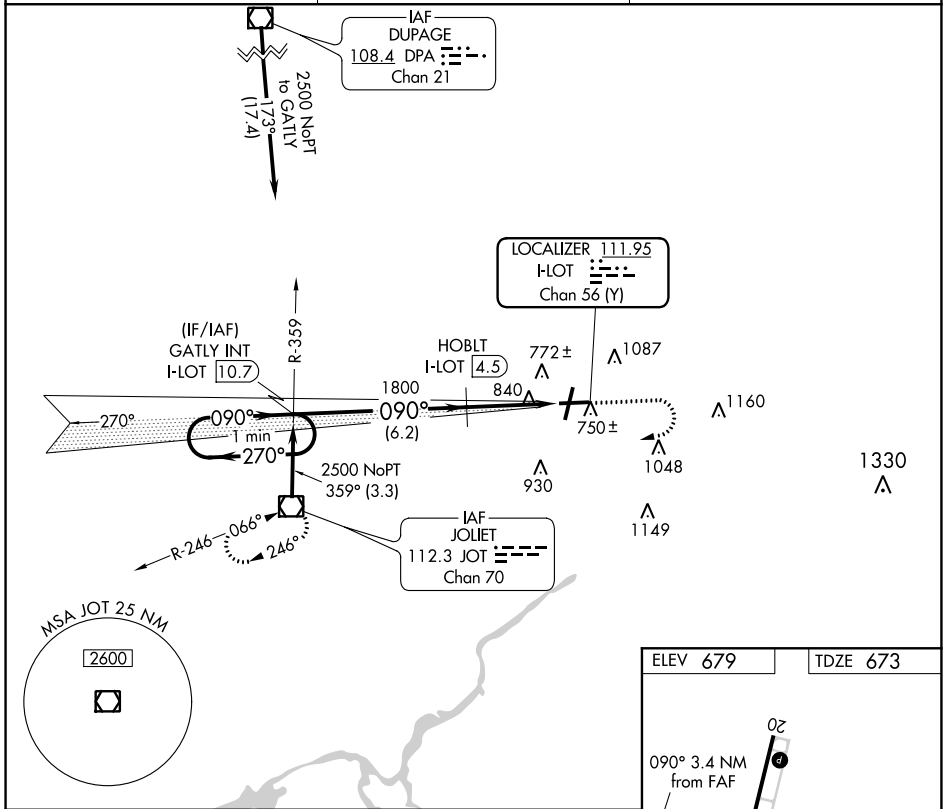 IAF
DUPAGE
108.4 DPA
Chan 21
2500 NoPT
to GATLY
173°
(17.4)
LOCALIZER 111.95
I-LOT
Chan 56 (Y)
R-359
(IF/IAF)
GATLY INT
I-LOT 10.7
HOBLT
I-LOT 4.5
772 ±
1087
1800
840
270°
090°
090°
1 min
(6.2)
750 ±
1160
270°
1048
2500 NoPT
359° (3.3)
930
1330
1149
IAF
JOLIET
112.3 JOT
Chan 70
R-246
066°
246°
MSA JOT 25 NM
2600
ELEV 679
TDZE 673
20
P
090° 3.4 NM
from FAF